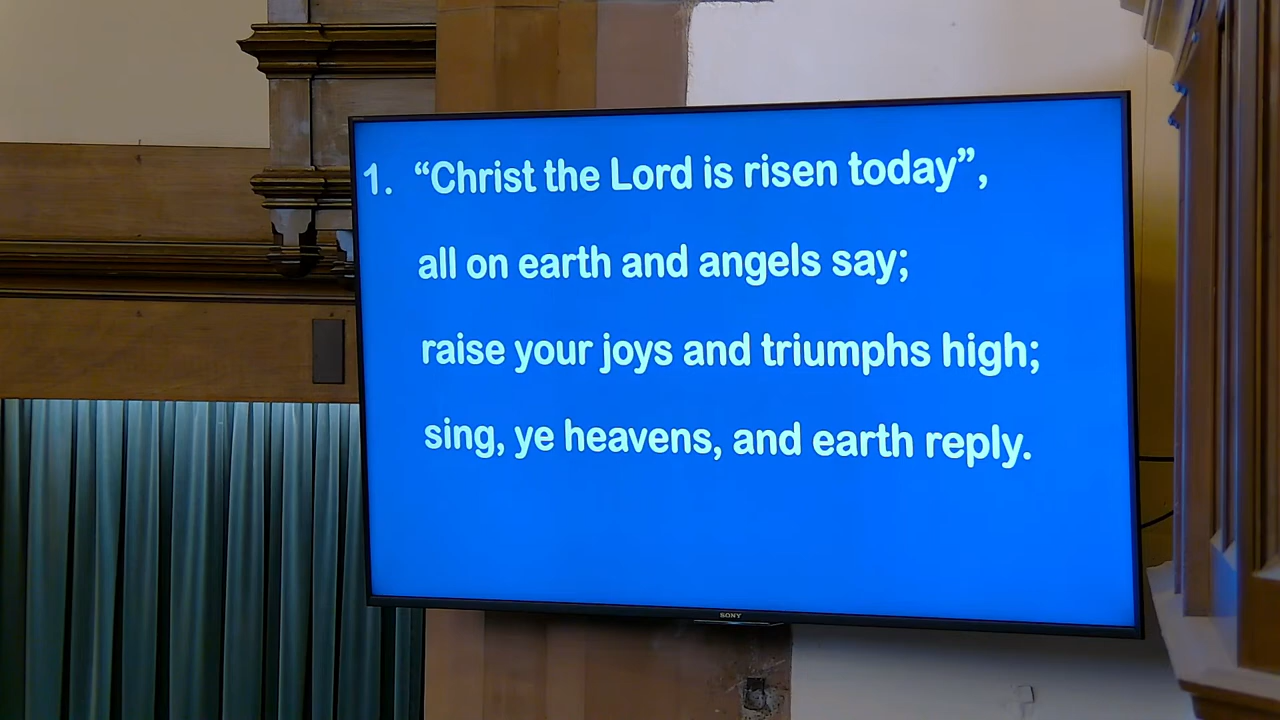 1. “Christ the Lord is risen today”,
all on earth and angels say;
raise your joys and triumphs high;
sing, ye heavens, and earth reply.
SONY